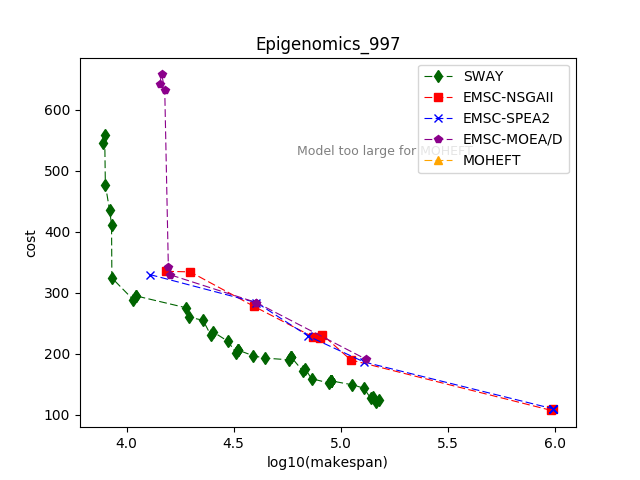 Epigenomics_997
SWAY
EMSC-NSGAII
EMSC-SPEA2
EMSC-MOEA/D
MOHEFT
Model too large for MOHEFT
600
500
400
300
200
100
cost
4.0 4.5 5.0 5.5 6.0
log10(makespan)